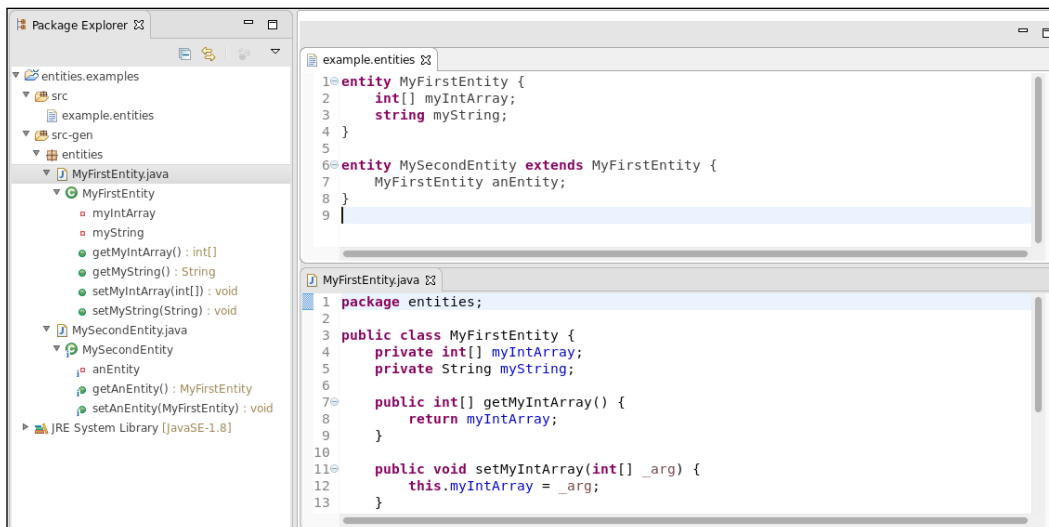 Package Explorer
entities.examples
src
example.entities
src-gen
entities
MyFirstEntity.java
MyFirstEntity
myIntArray
myString
getMyIntArray() : int[]
getMyString() : String
setMyIntArray(int[]) : void
setMyString(String) : void
MySecondEntity.java
MySecondEntity
anEntity
getAnEntity() : MyFirstEntity
setAnEntity(MyFirstEntity) : void
JRE System Library [JavaSE-1.8]
example.entities
1 entity MyFirstEntity {
2 int[] myIntArray;
3 string myString;
4 }
5
6 entity MySecondEntity extends MyFirstEntity {
7 MyFirstEntity anEntity;
8 }
9
MyFirstEntity.java
1 package entities;
2
3 public class MyFirstEntity {
4 private int[] myIntArray;
5 private String myString;
6
7 public int[] getMyIntArray() {
8 return myIntArray;
9 }
10
11 public void setMyIntArray(int[] _arg) {
12 this.myIntArray = _arg;
13 }